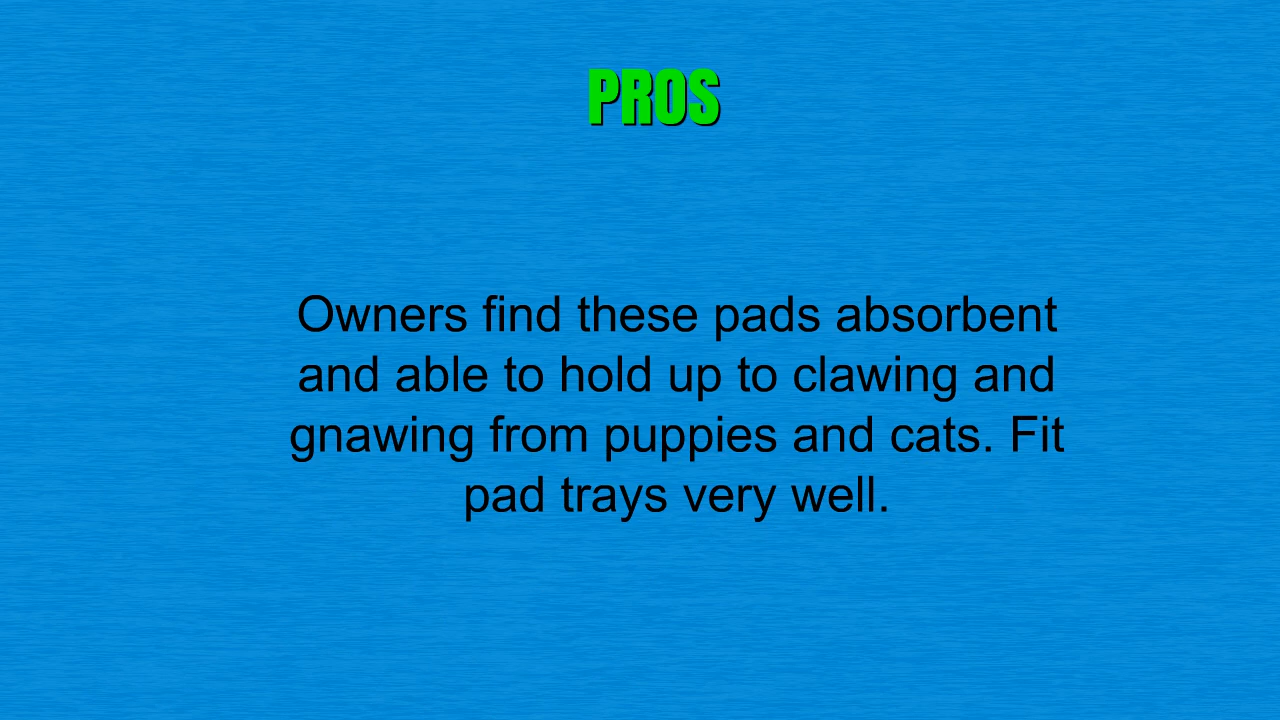 PROS
Owners find these pads absorbent
and able to hold up to clawing and
gnawing from puppies and cats. Fit
pad trays very well.